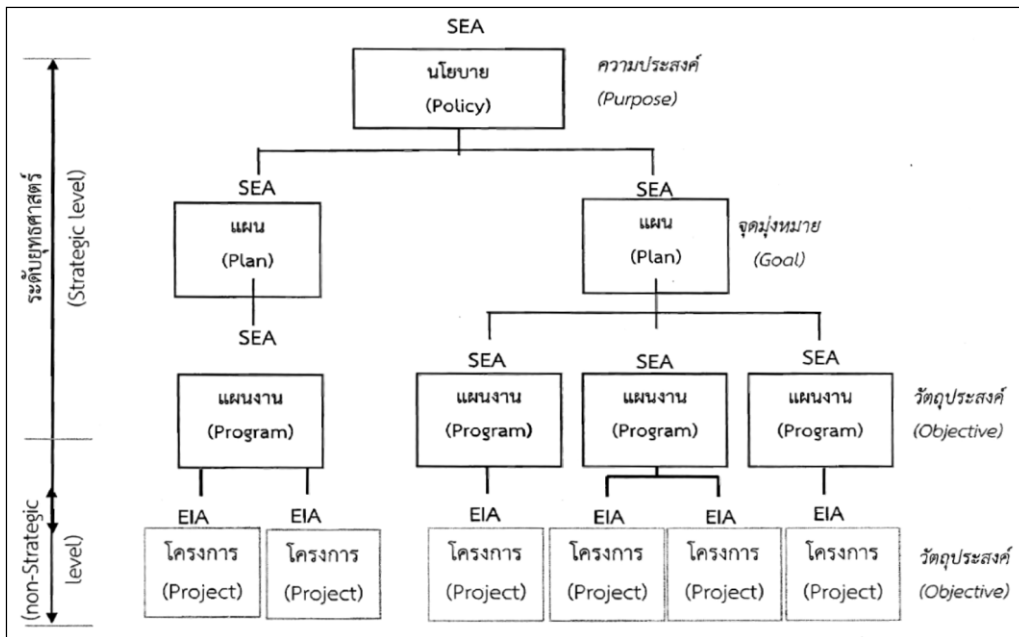 SEA
นโยบาย
(Policy)
ความประสงค์
(Purpose)
ระดับยุทธศาสตร์
(Strategic level)
SEA
SEA
แผน
(Plan)
แผน
(Plan)
จุดมุ่งหมาย
(Goal)
SEA
SEA
SEA
SEA
แผนงาน
(Program)
แผนงาน
(Program)
แผนงาน
(Program)
แผนงาน
(Program)
วัตถุประสงค์
(Objective)
(non-Strategic
level)
EIA
EIA
EIA
EIA
EIA
EIA
โครงการ
(Project)
โครงการ
(Project)
โครงการ
(Project)
โครงการ
(Project)
โครงการ
(Project)
โครงการ
(Project)
วัตถุประสงค์
(Objective)